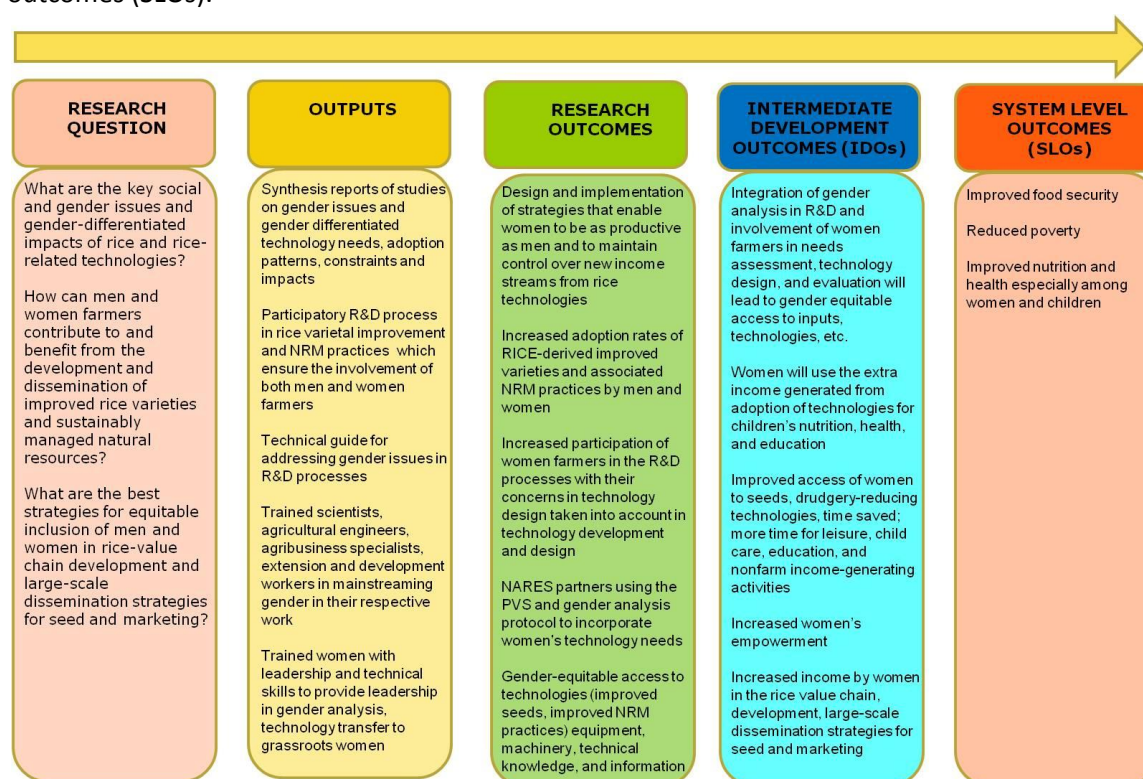 outcomes (SLOs).
RESEARCH
QUESTION
What are the key social
and gender issues and
gender-differentiated
impacts of rice and rice-
related technologies?
How can men and
women farmers
contribute to and
benefit from the
development and
dissemination of
improved rice varieties
and sustainably
managed natural
resources?
What are the best
strategies for equitable
inclusion of men and
women in rice-value
chain development and
large-scale
dissemination strategies
for seed and marketing?
OUTPUTS
Synthesis reports of studies
on gender issues and
gender differentiated
technology needs, adoption
patterns, constraints and
impacts
Participatory R&D process
in rice varietal improvement
and NRM practices which
ensure the involvement of
both men and women
farmers
Technical guide for
addressing gender issues in
R&D processes
Trained scientists,
agricultural engineers,
agribusiness specialists,
extension and development
workers in mainstreaming
gender in their respective
work
Trained women with
leadership and technical
skills to provide leadership
in gender analysis,
technology transfer to
grassroots women
RESEARCH
OUTCOMES
Design and implementation
of strategies that enable
women to be as productive
as men and to maintain
control over new income
streams from rice
technologies
Increased adoption rates of
RICE-derived improved
varieties and associated
NRM practices by men and
women
Increased participation of
women farmers in the R&D
processes with their
concerns in technology
design taken into account in
technology development
and design
NARES partners using the
PVS and gender analysis
protocol to incorporate
women's technology needs
Gender-equitable access to
technologies (improved
seeds, improved NRM
practices) equipment,
machinery, technical
knowledge, and information
INTERMEDIATE
DEVELOPMENT
OUTCOMES (IDOs)
Integration of gender
analysis in R&D and
involvement of women
farmers in needs
assessment, technology
design, and evaluation will
lead to gender equitable
access to inputs,
technologies, etc.
Women will use the extra
income generated from
adoption of technologies for
children's nutrition, health,
and education
Improved access of women
to seeds, drudgery-reducing
technologies, time saved;
more time for leisure, child
care, education, and
nonfarm income-generating
activities
Increased women's
empowerment
Increased income by women
in the rice value chain,
development, large-scale
dissemination strategies for
seed and marketing
SYSTEM LEVEL
OUTCOMES
(SLOs)
Improved food security
Reduced poverty
Improved nutrition and
health especially among
women and children